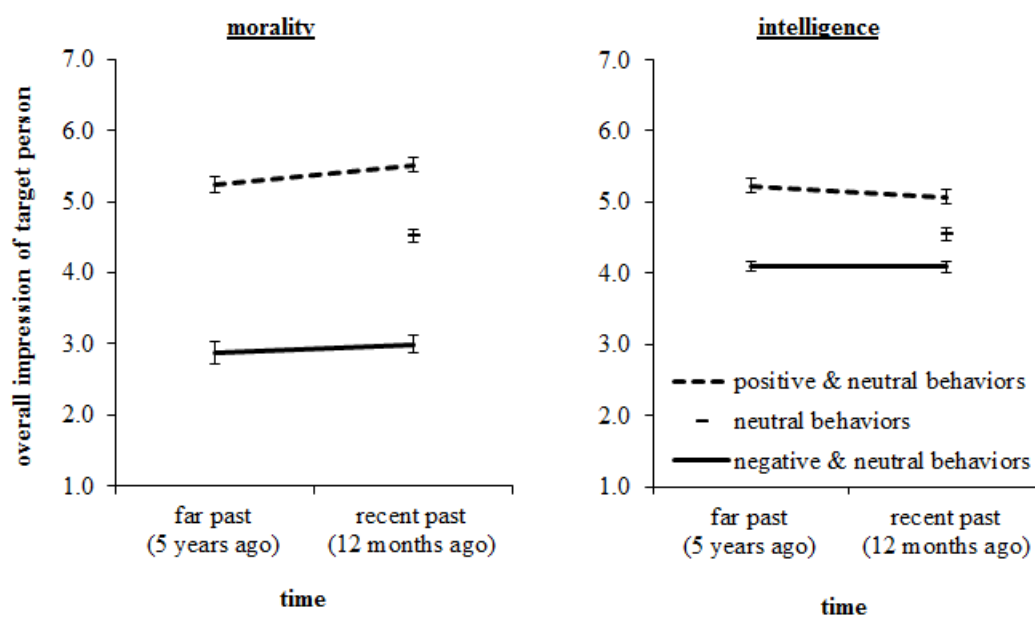 morality
intelligence
overall impression of target person
7.0
6.0
5.0
4.0
3.0
2.0
1.0
far past
(5 years ago)
recent past
(12 months ago)
time
7.0
6.0
5.0
4.0
3.0
2.0
1.0
positive & neutral behaviors
neutral behaviors
negative & neutral behaviors
far past
(5 years ago)
recent past
(12 months ago)
time